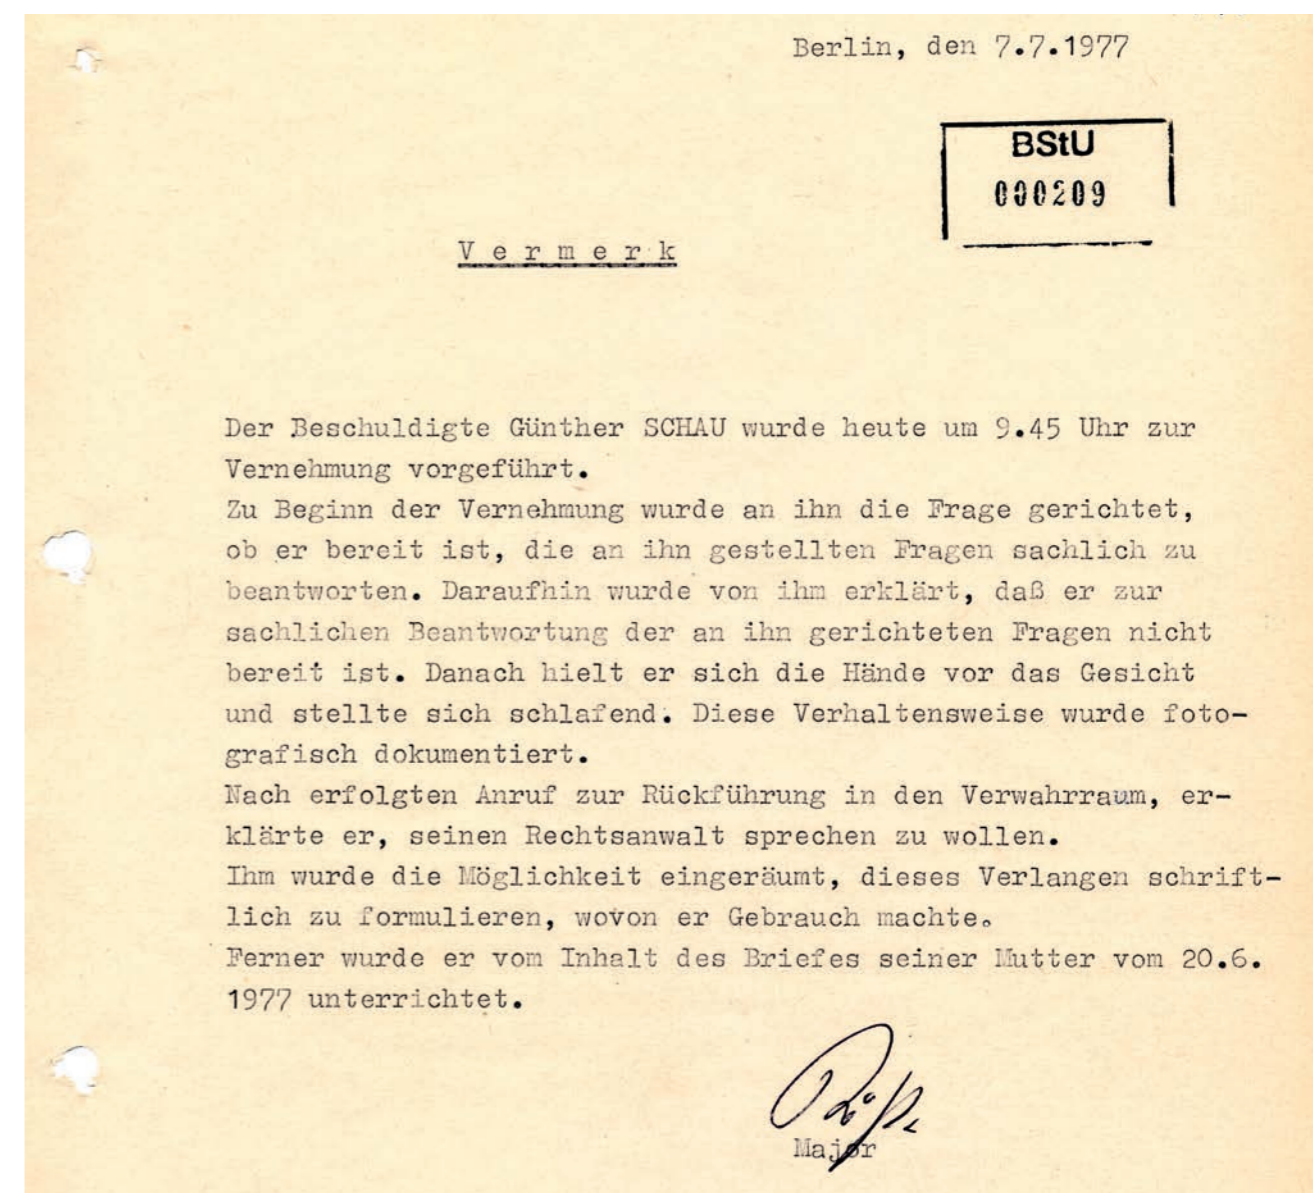 Berlin, den 7.7.1977
BStU
000209
Vermerk
Der Beschuldigte Günther SCHAU wurde heute um 9.45 Uhr zur
Vernehmung vorgeführt.
Zu Beginn der Vernehmung wurde an ihn die Frage gerichtet,
ob er bereit ist, die an ihn gestellten Fragen sachlich zu
beantworten. Daraufhin wurde von ihm erklärt, daß er zur
sachlichen Beantwortung der an ihn gerichteten Fragen nicht
bereit ist. Danach hielt er sich die Hände vor das Gesicht
und stellte sich schlafend. Diese Verhaltensweise wurde foto-
grafisch dokumentiert.
Nach erfolgten Anruf zur Rückführung in den Verwahrraum, er-
klärte er, seinen Rechtsanwalt sprechen zu wollen.
Ihm wurde die Möglichkeit eingeräumt, dieses Verlangen schrift-
lich zu formulieren, wovon er Gebrauch machte.
Ferner wurde er vom Inhalt des Briefes seiner Mutter vom 20.6.
1977 unterrichtet.
Major